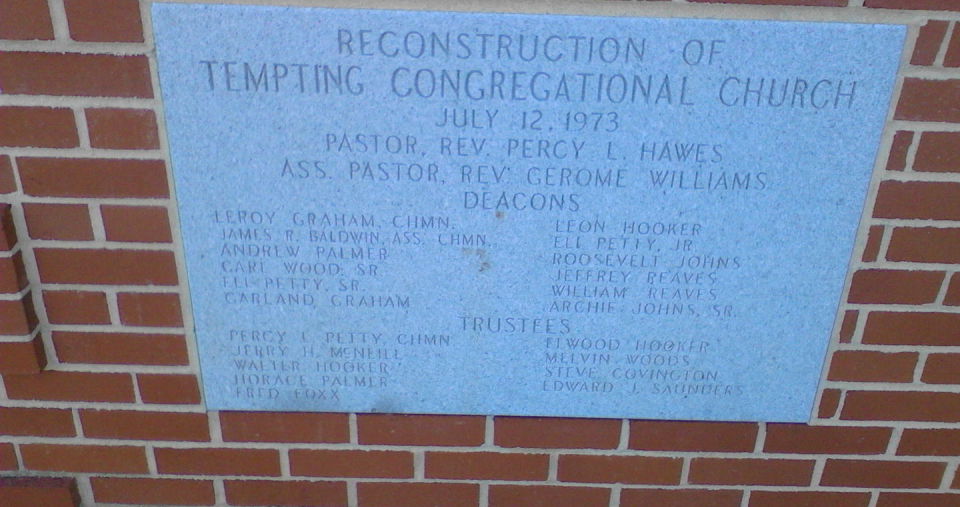 RECONSTRUCTION OF
TEMPTING CONGREGATIONAL CHURCH
JULY 12, 1973
PASTOR, REV. PERCY L. HAWES
ASS. PASTOR, REV. GEROME WILLIAMS
DEACONS
LEROY GRAHAM, CHMN.
JAMES R. BALDWIN, ASS. CHMN.
ANDREW PALMER
CARL WOOD, SR.
ELI PETTY, SR.
GARLAND GRAHAM
LEON HOOKER
ELI PETTY, JR.
ROOSEVELT JOHNS
JEFFREY REAVES
WILLIAM REAVES
ARCHIE JOHNS, SR.
TRUSTEES
PERCY L. PETTY, CHMN
JERRY H. McNEILL
WALTER HOOKER
HORACE PALMER
FRED FOXX
ELWOOD HOOKER
MELVIN WOODS
STEVE COVINGTON
EDWARD J. SAUNDERS